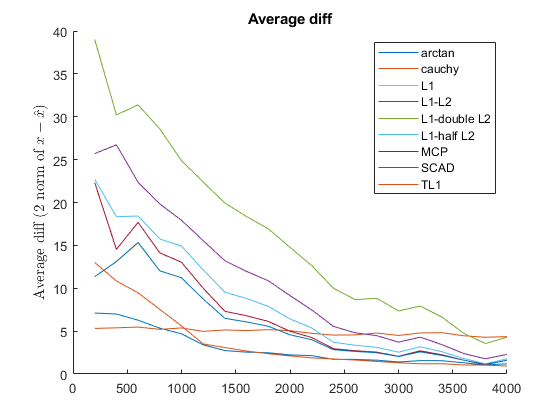 Average diff
40
35
30
25
20
15
10
5
0
Average diff (2 norm of x − x̂)
0 500 1000 1500 2000 2500 3000 3500 4000
arctan
cauchy
L1
L1-L2
L1-double L2
L1-half L2
MCP
SCAD
TL1